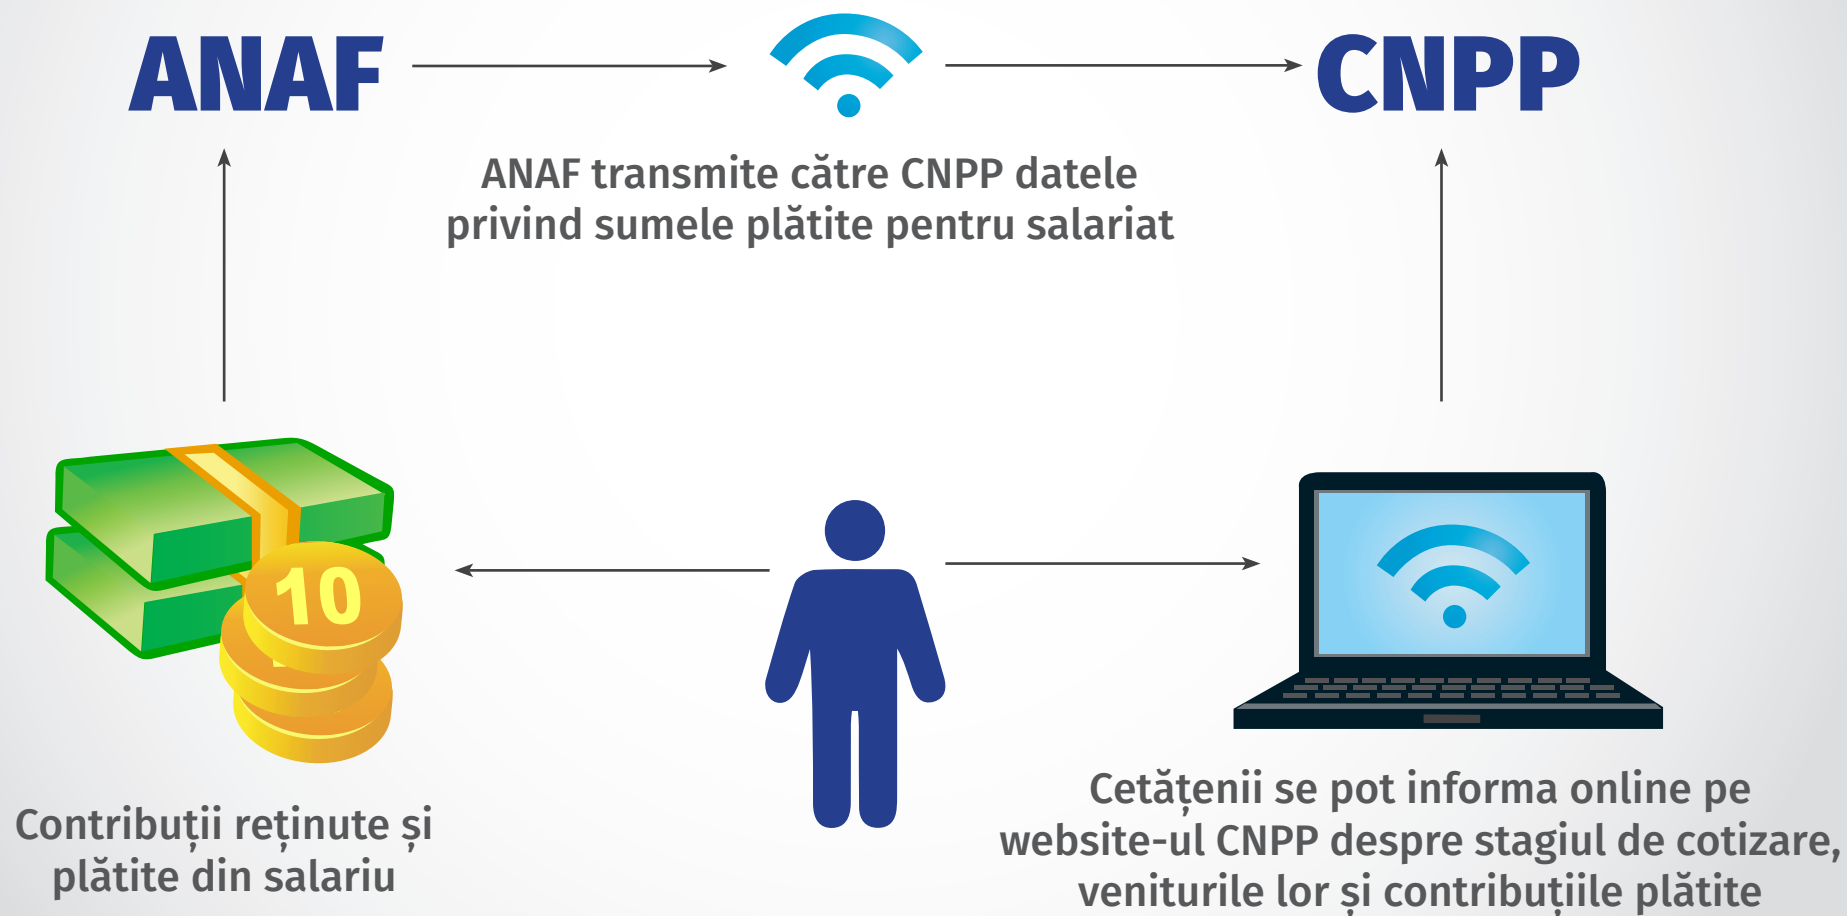 ANAF
CNPP
ANAF transmite către CNPP datele
privind sumele plătite pentru salariat
10
Contribuții reținute și
plătite din salariu
Cetățenii se pot informa online pe
website-ul CNPP despre stagiul de cotizare,
veniturile lor și contribuțiile plătite